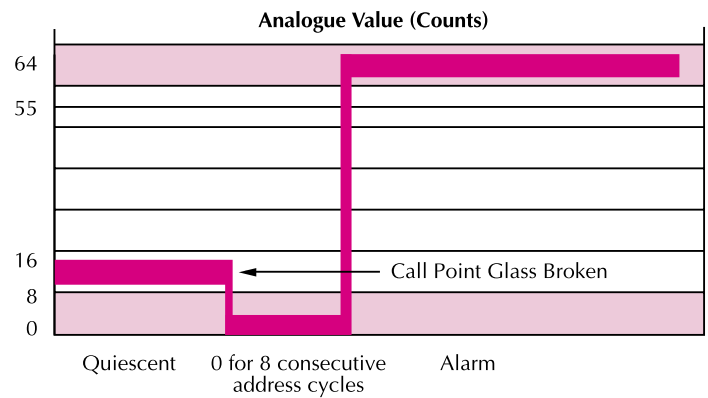 Analogue Value (Counts)
64
55
16
Call Point Glass Broken
8
0
Quiescent
0 for 8 consecutive
address cycles
Alarm